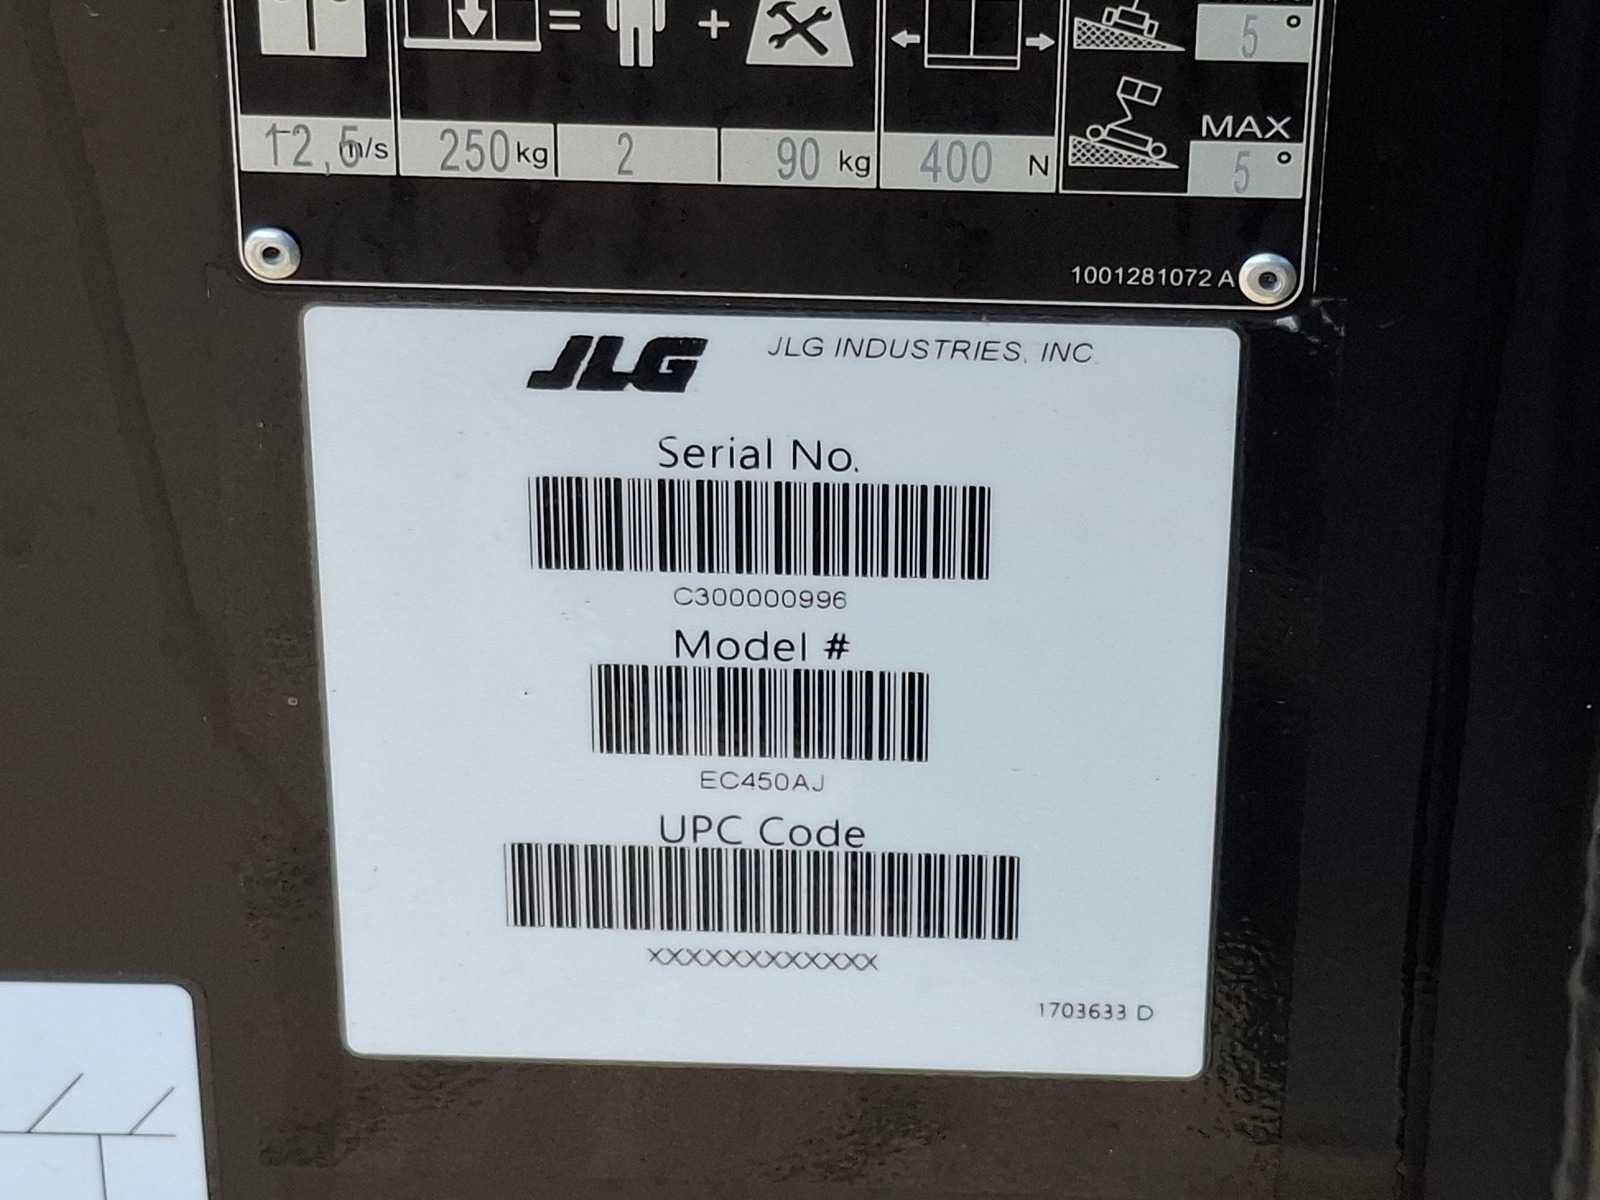 5°
= +
MAX
12,5 m/s 250 kg 2 90 kg 400 N 5°
1001281072 A
JLG JLG INDUSTRIES, INC.
Serial No.
C300000996
Model #
EC450AJ
UPC Code
XXXXXXXXXXXX
1703633 D